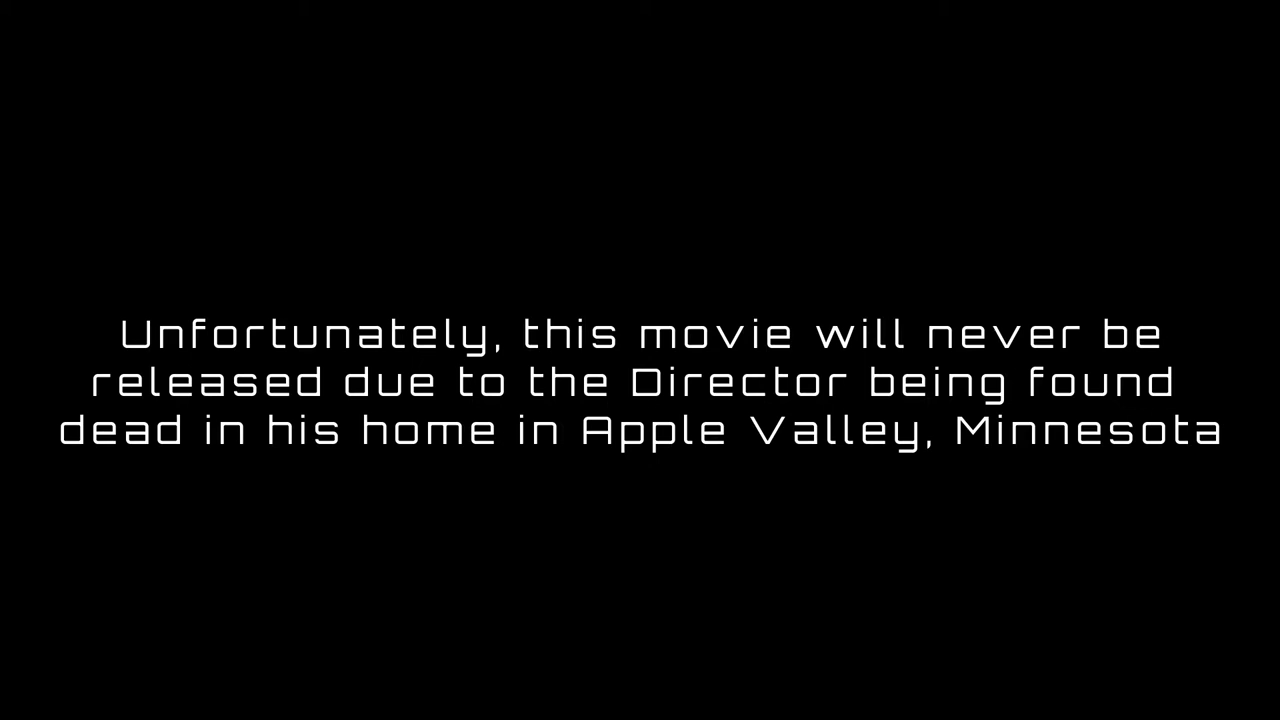 Unfortunately, this movie will never be
released due to the Director being found
dead in his home in Apple Valley, Minnesota